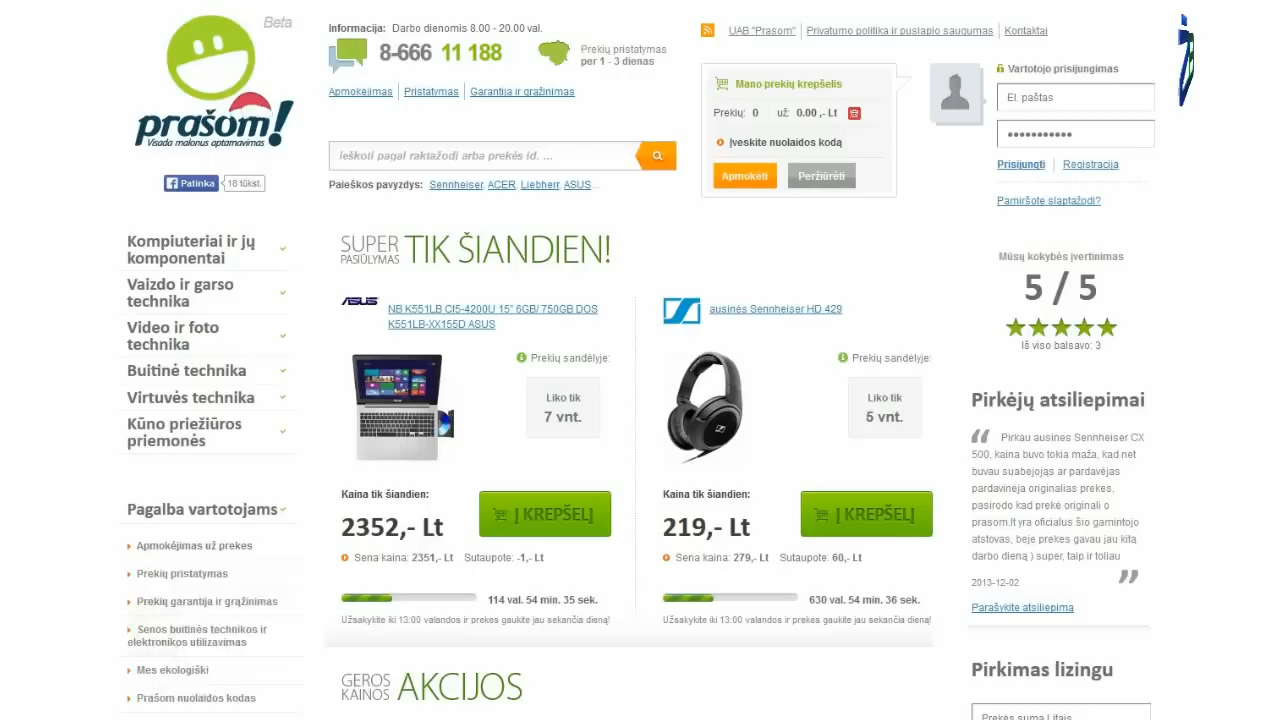 Beta
prašom!
Visada malonus aptarnavimas.
Patinka
18 tūkst.
Informacija: Darbo dienomis 8.00 - 20.00 val.
8-666 11 188
Prekių pristatymas
per 1 - 3 dienas
Apmokėjimas
Pristatymas
Garantija ir grąžinimas
Ieškoti pagal raktažodi arba prekės id. ...
Paieškos pavyzdys: Sennheiser, ACER, Liebherr, ASUS...
UAB "Prasom"
Privatumo politika ir puslapio saugumas
Kontaktai
Mano prekių krepšelis
Prekių: 0 už: 0.00 ,- Lt
Įveskite nuolaidos kodą
Apmokėti
Peržiūrėti
Vartotojo prisijungimas
El. paštas
Prisijungti
Registracija
Pamiršote slaptažodi?
Kompiuteriai ir jų
komponentai
Vaizdo ir garso
technika
Video ir foto
technika
Buitinė technika
Virtuvės technika
Kūno priežiūros
priemonės
Pagalba vartotojams
Apmokėjimas už prekes
Prekių pristatymas
Prekių garantija ir grąžinimas
Senos buitinės technikos ir
elektronikos utilizavimas
Mes ekologiški
Prašom nuolaidos kodas
SUPER
PASIŪLYMAS
TIK ŠIANDIEN!
ASUS
NB K551LB CI5-4200U 15" 6GB/ 750GB DOS
K551LB-XX155D ASUS
Prekių sandėlyje:
Liko tik
7 vnt.
Kaina tik šiandien:
2352,- Lt
Į KREPŠELĮ
Sena kaina: 2351,- Lt Sutaupote: -1,- Lt
114 val. 54 min. 35 sek.
Užsakykite iki 13:00 valandos ir prekes gaukite jau sekančia dieną!
ausinės Sennheiser HD 429
Prekių sandėlyje:
Liko tik
5 vnt.
Kaina tik šiandien:
219,- Lt
Į KREPŠELĮ
Sena kaina: 279,- Lt Sutaupote: 60,- Lt
630 val. 54 min. 36 sek.
Užsakykite iki 13:00 valandos ir prekes gaukite jau sekančia dieną!
GEROS
KAINOS
AKCIJOS
Mūsų kokybės įvertinimas
5 / 5
Iš viso balsavo: 3
Pirkėjų atsiliepimai
Pirkau ausines Sennheiser CX
500, kaina buvo tokia maža, kad net
buvau suabejojąs ar pardavėjas
pardavinėja originalias prekes,
pasirodo kad prekė originali o
prasom.lt yra oficialus šio gamintojo
atstovas, beje prekes gavau jau kitą
darbo dieną ) super, taip ir toliau
2013-12-02
Parašykite atsiliepimą
Pirkimas lizingu
Prekės suma Litais